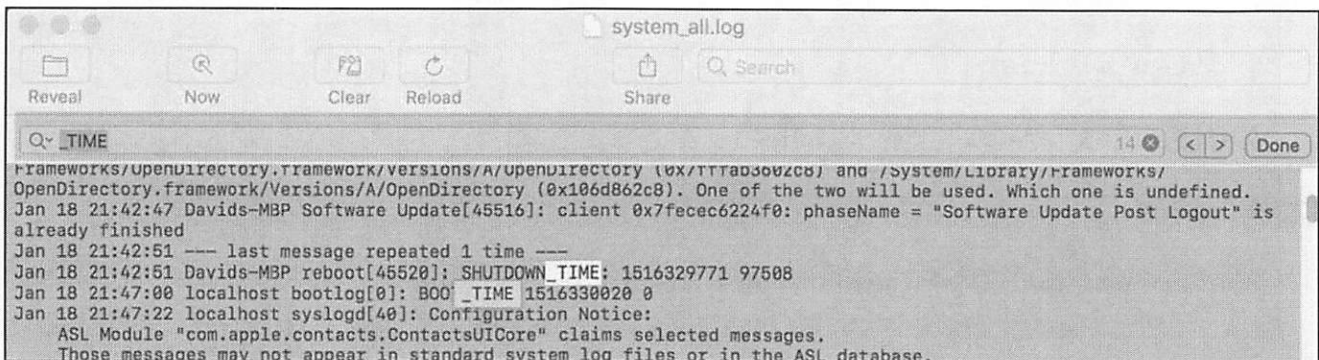 system_all.log
Reveal Now Clear Reload Share Search
_TIME 14 < > Done
Frameworks/OpenDirectory.framework/Versions/A/OpenDirectory (0x7fffab3602c8) and /System/Library/Frameworks/
OpenDirectory.framework/Versions/A/OpenDirectory (0x106d862c8). One of the two will be used. Which one is undefined.
Jan 18 21:42:47 Davids-MBP Software Update[45516]: client 0x7fecec6224f0: phaseName = "Software Update Post Logout" is
already finished
Jan 18 21:42:51 --- last message repeated 1 time ---
Jan 18 21:42:51 Davids-MBP reboot[45520]: SHUTDOWN_TIME: 1516329771 97508
Jan 18 21:47:00 localhost bootlog[0]: BOO _TIME 1516330020 0
Jan 18 21:47:22 localhost syslogd[40]: Configuration Notice:
ASL Module "com.apple.contacts.ContactsUICore" claims selected messages.
Those messages may not appear in standard system log files or in the ASL database.